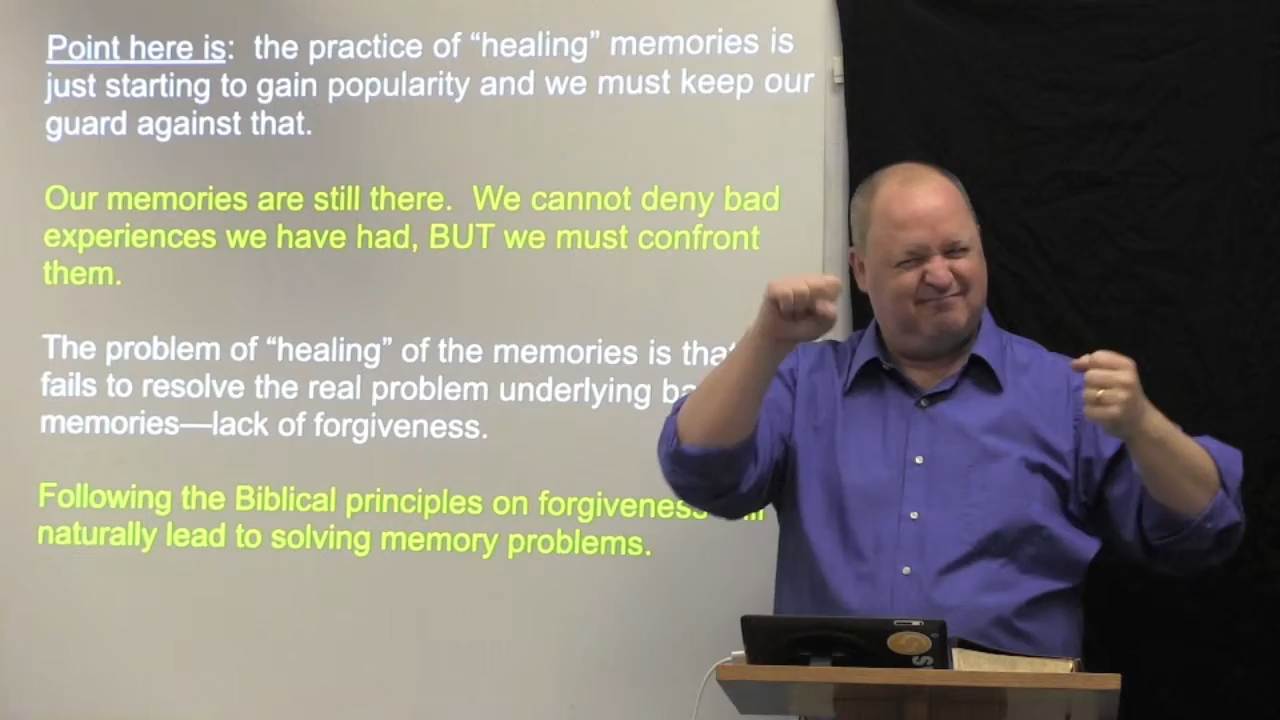 Point here is: the practice of “healing” memories is
just starting to gain popularity and we must keep our
guard against that.
Our memories are still there. We cannot deny bad
experiences we have had, BUT we must confront
them.
The problem of “healing” of the memories is
fails to resolve the real problem underlying
memories—lack of forgiveness.
Following the Biblical principles on forgiveness
naturally lead to solving memory problems.